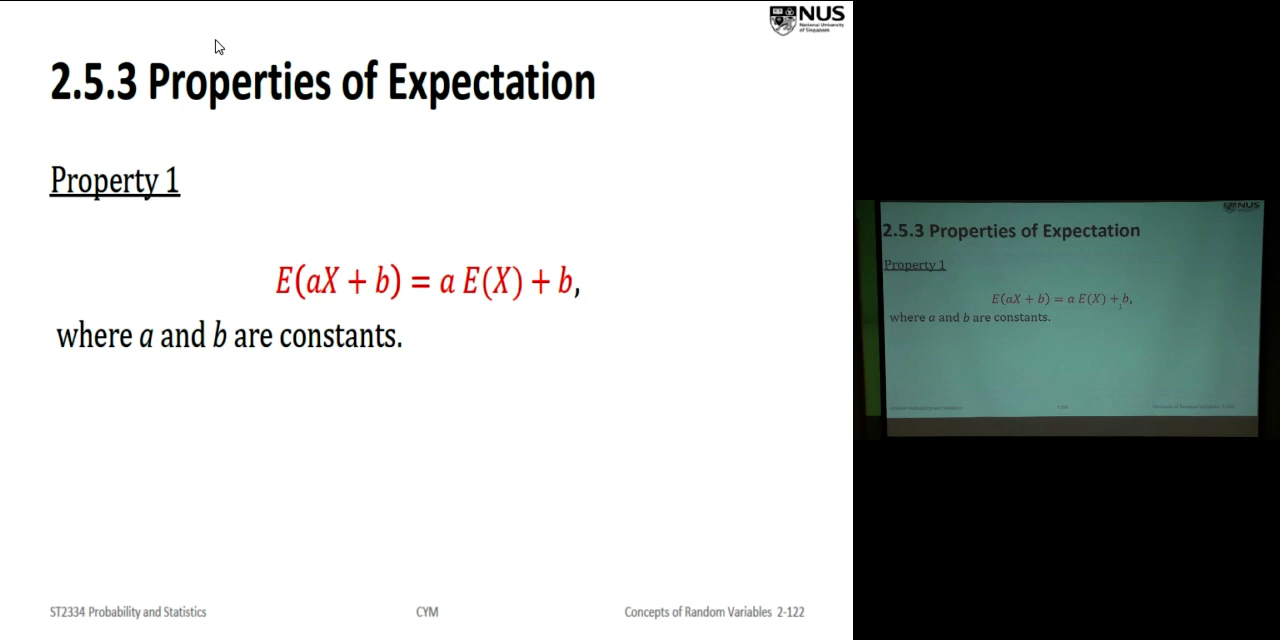 NUS
National University
of Singapore
2.5.3 Properties of Expectation
Property 1
E(aX + b) = a E(X) + b,
where a and b are constants.
ST2334 Probability and Statistics
CYM
Concepts of Random Variables 2-122
NUS
2.5.3 Properties of Expectation
Property 1
E(aX + b) = a E(X) + b,
where a and b are constants.
CYM